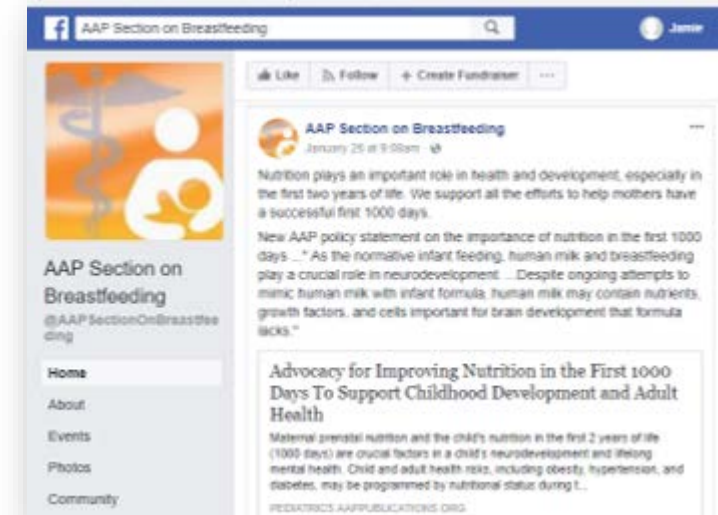 AAP Section on Breastfeeding
Jamie
Like Follow + Create Fundraiser ...
AAP Section on Breastfeeding
January 26 at 9:08am
Nutrition plays an important role in health and development, especially in
the first two years of life. We support all the efforts to help mothers have
a successful first 1000 days.
New AAP policy statement on the importance of nutrition in the first 1000
days ..." As the normative infant feeding, human milk and breastfeeding
play a crucial role in neurodevelopment. ...Despite ongoing attempts to
mimic human milk with infant formula, human milk may contain nutrients,
growth factors, and cells important for brain development that formula
lacks."
Advocacy for Improving Nutrition in the First 1000
Days To Support Childhood Development and Adult
Health
Maternal prenatal nutrition and the child's nutrition in the first 2 years of life
(1000 days) are crucial factors in a child's neurodevelopment and lifelong
mental health. Child and adult health risks, including obesity, hypertension, and
diabetes, may be programmed by nutritional status during t...
PEDIATRICS.AAPPUBLICATIONS.ORG
AAP Section on
Breastfeeding
@AAPSectionOnBreastfee
ding
Home
About
Events
Photos
Community